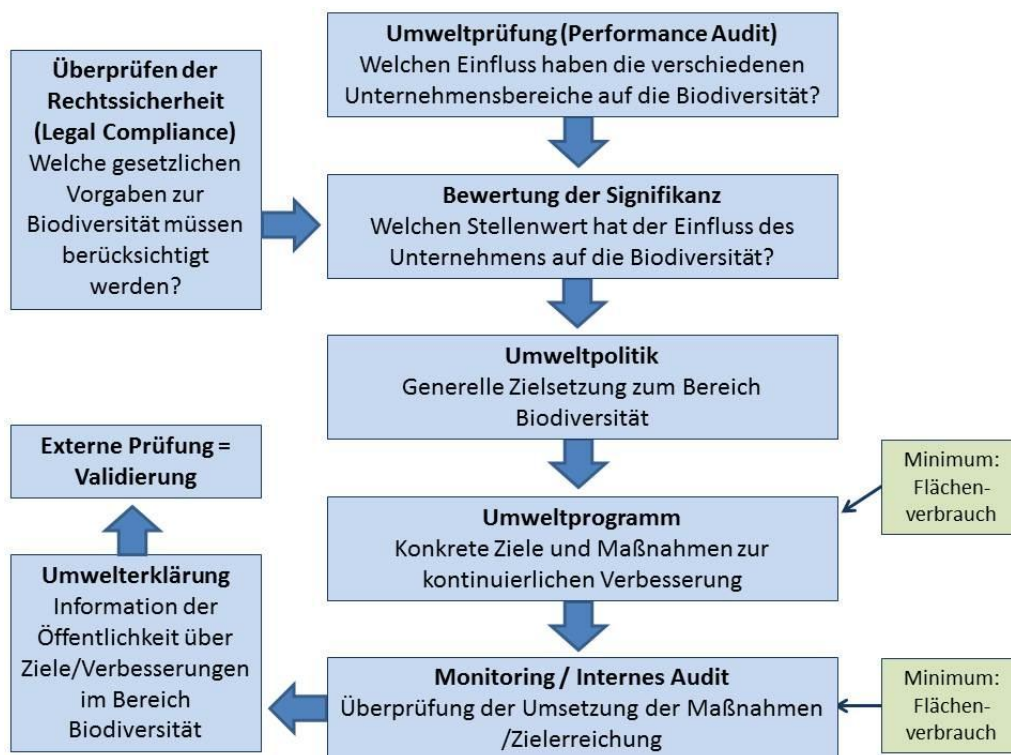 Umweltprüfung (Performance Audit)
Welchen Einfluss haben die verschiedenen
Unternehmensbereiche auf die Biodiversität?
Überprüfen der
Rechtssicherheit
(Legal Compliance)
Welche gesetzlichen
Vorgaben zur
Biodiversität müssen
berücksichtigt
werden?
Bewertung der Signifikanz
Welchen Stellenwert hat der Einfluss des
Unternehmens auf die Biodiversität?
Umweltpolitik
Generelle Zielsetzung zum Bereich
Biodiversität
Umweltprogramm
Konkrete Ziele und Maßnahmen zur
kontinuierlichen Verbesserung
Minimum:
Flächen-
verbrauch
Monitoring / Internes Audit
Überprüfung der Umsetzung der Maßnahmen
/Zielerreichung
Minimum:
Flächen-
verbrauch
Umwelterklärung
Information der
Öffentlichkeit über
Ziele/Verbesserungen
im Bereich
Biodiversität
Externe Prüfung =
Validierung